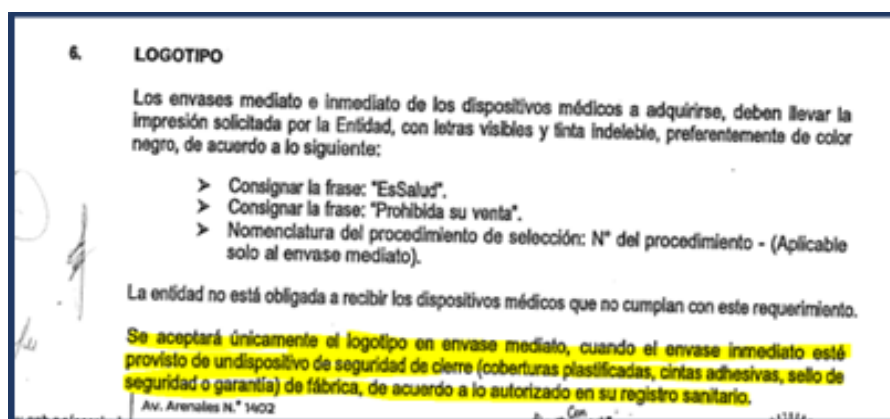 6. LOGOTIPO
Los envases mediato e inmediato de los dispositivos médicos a adquirirse, deben llevar la
impresión solicitada por la Entidad, con letras visibles y tinta indeleble, preferentemente de color
negro, de acuerdo a lo siguiente:
➤ Consignar la frase: "EsSalud".
➤ Consignar la frase: "Prohibida su venta".
➤ Nomenclatura del procedimiento de selección: N° del procedimiento - (Aplicable
solo al envase mediato).
La entidad no está obligada a recibir los dispositivos médicos que no cumplan con este requerimiento.
Se aceptará únicamente el logotipo en envase mediato, cuando el envase inmediato esté
provisto de undispositivo de seguridad de cierre (coberturas plastificadas, cintas adhesivas, sello de
seguridad o garantía) de fábrica, de acuerdo a lo autorizado en su registro sanitario.
Av. Arenales N.° 1402